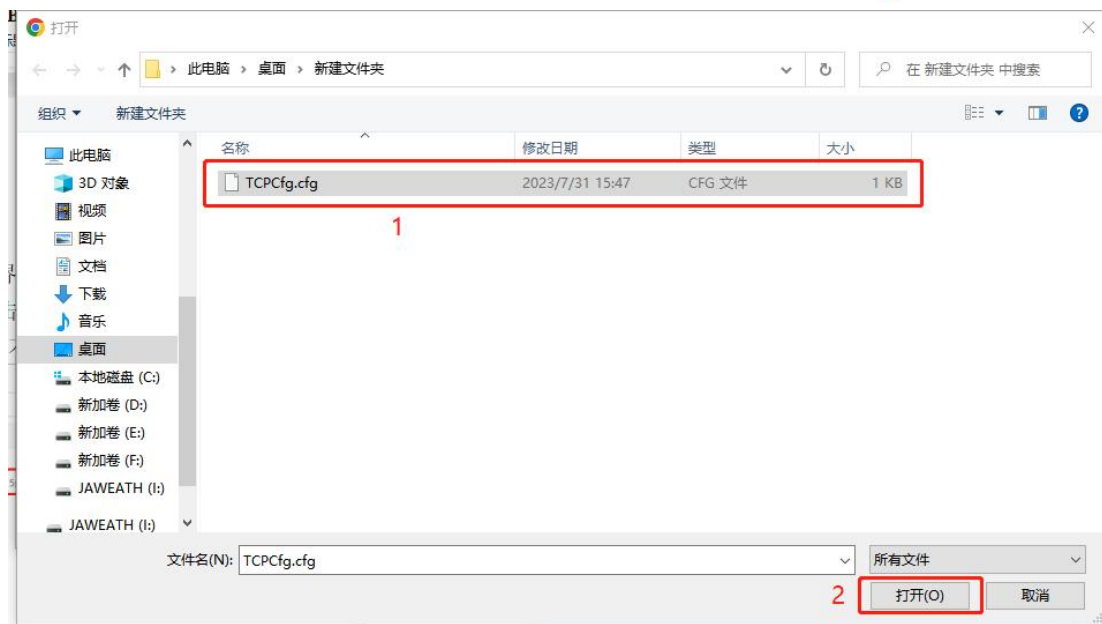 打开
此电脑 › 桌面 › 新建文件夹
在 新建文件夹 中搜索
组织 新建文件夹
名称 修改日期 类型 大小
TCPCfg.cfg 2023/7/31 15:47 CFG 文件 1 KB
1
此电脑
3D 对象
视频
图片
文档
下载
音乐
桌面
本地磁盘 (C:)
新加卷 (D:)
新加卷 (E:)
新加卷 (F:)
JAWEATH (I:)
JAWEATH (I:)
文件名(N): TCPCfg.cfg 所有文件
2 打开(O) 取消